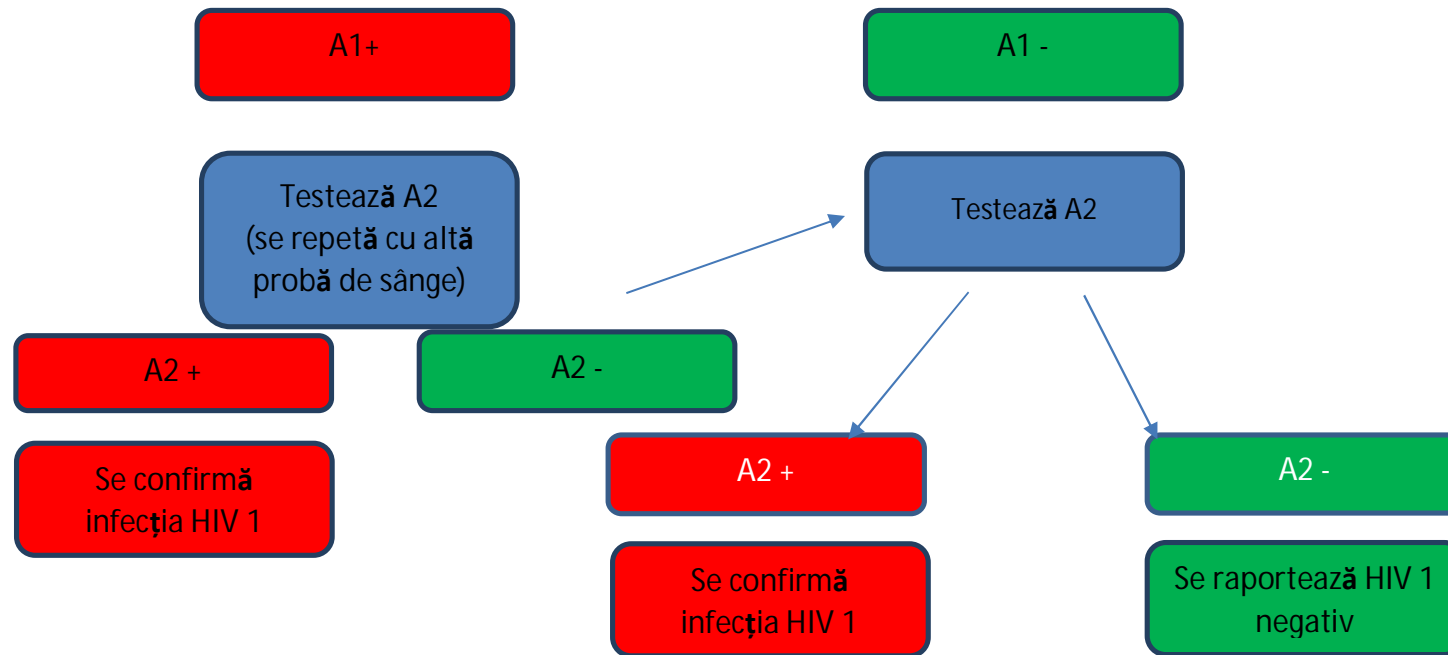 A1+
A1 -
Testează A2
(se repetă cu altă
probă de sânge)
Testează A2
A2 +
A2 -
Se confirmă
infecția HIV 1
A2 +
A2 -
Se confirmă
infecția HIV 1
Se raportează HIV 1
negativ